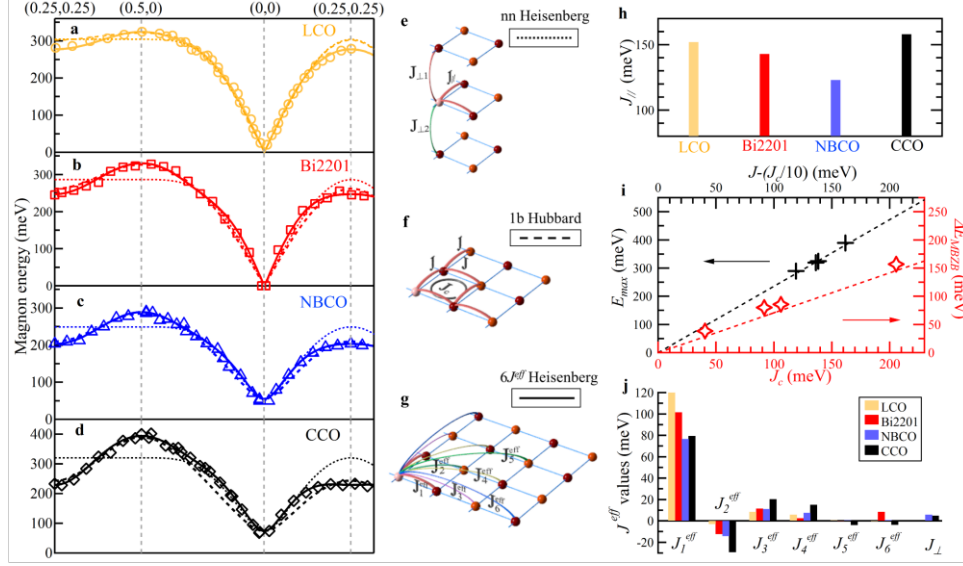 (0.25,0.25) (0.5,0) (0,0) (0.25,0.25)
Magnon energy (meV)
a
LCO
300
200
100
0
b
Bi2201
300
200
100
0
c
NBCO
300
200
100
0
d
CCO
400
300
200
100
0
e
nn Heisenberg
J⊥1
J//
J⊥2
f
1b Hubbard
J
J
J
Jc
g
6Jeff Heisenberg
J1eff
J2eff
J3eff
J4eff
J5eff
J6eff
h
J// (meV)
150
100
LCO Bi2201 NBCO CCO
i
J-(Jc/10) (meV)
0 50 100 150 200
Emax (meV)
500
400
300
200
100
0
250
200
150
100
50
0
ΔEMBZB (meV)
0 50 100 150 200
Jc (meV)
j
Jeff values (meV)
120
100
80
60
40
20
0
-20
LCO
Bi2201
NBCO
CCO
J1eff J2eff J3eff J4eff J5eff J6eff J⊥